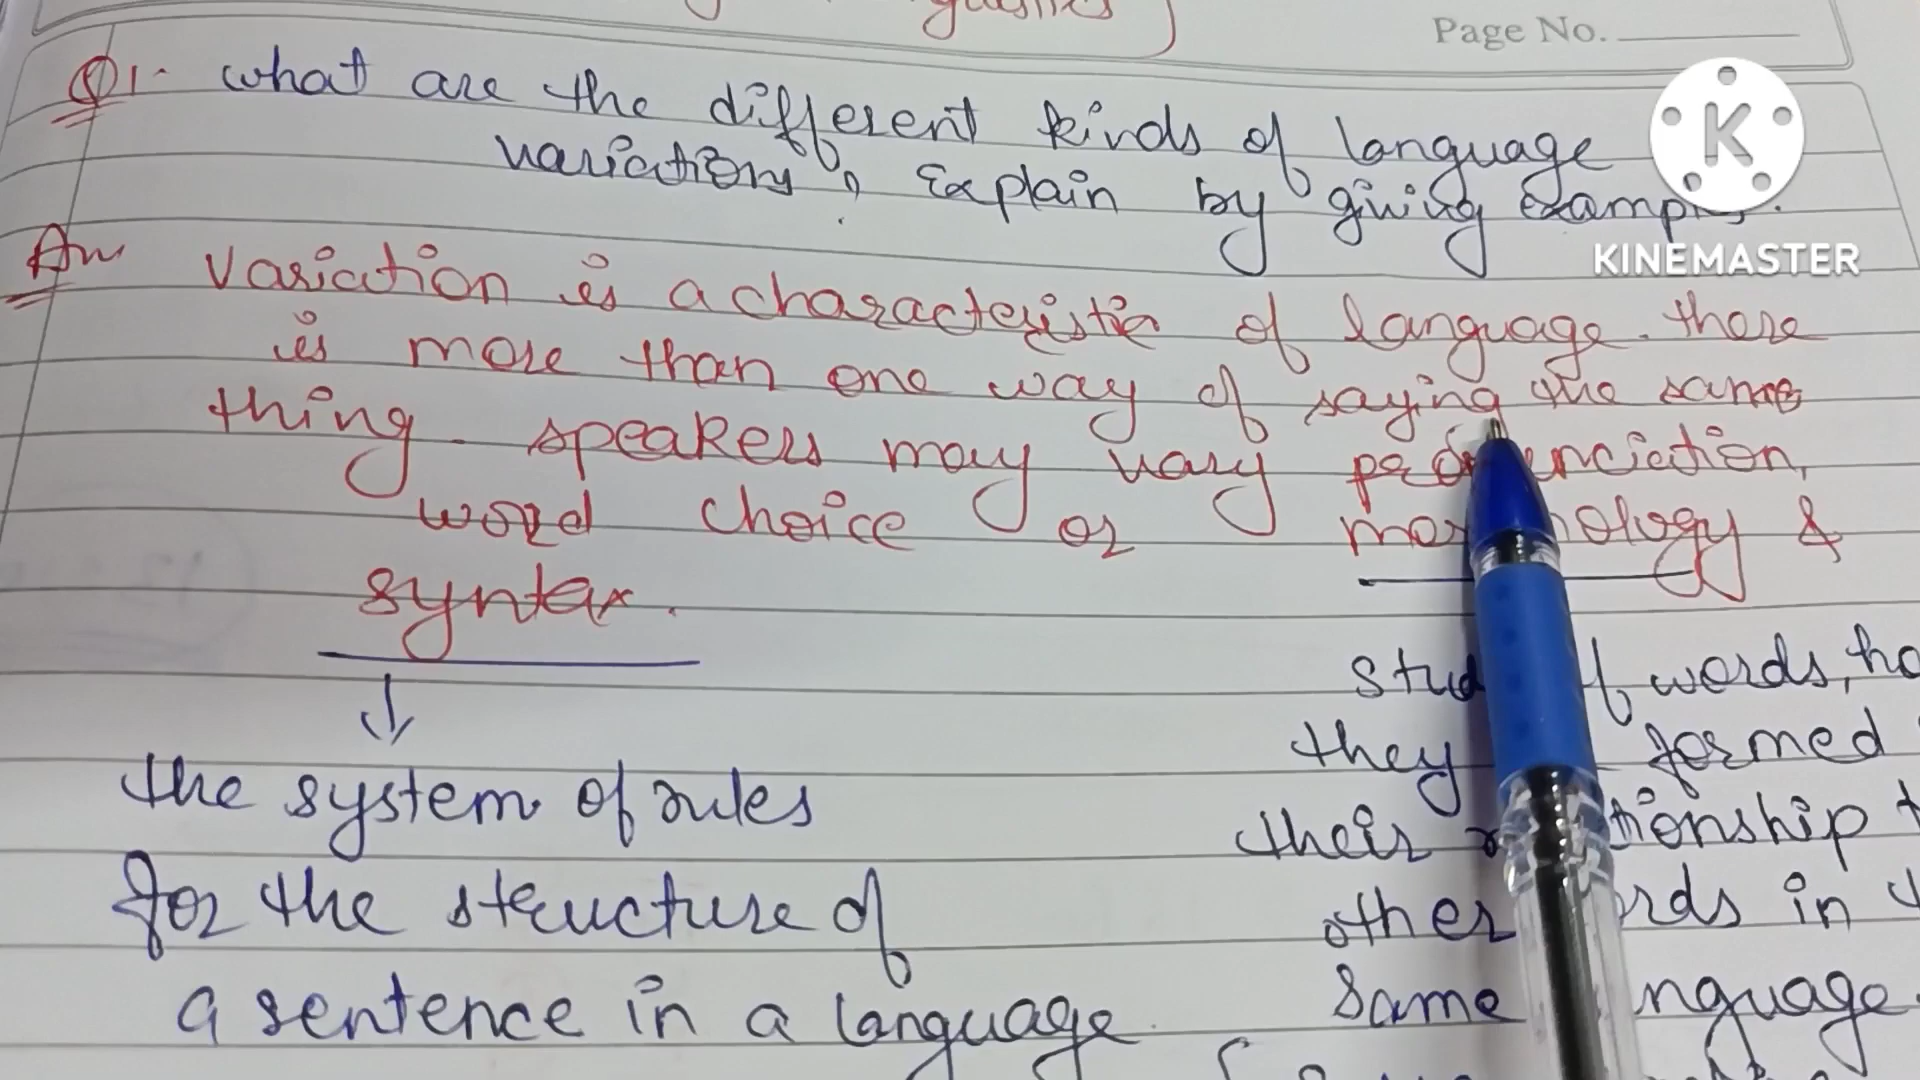 Page No.
Q1. what are the different kinds of language
variations, Explain by giving
Ans Variation is a characteristic of language. there
is more than one way of saying the same
thing. speakers may vary
word choice or &
syntax.
the system of rules
for the structure of
a sentence in a language.
words,
they formed
their
other in
Same
K
KINEMASTER